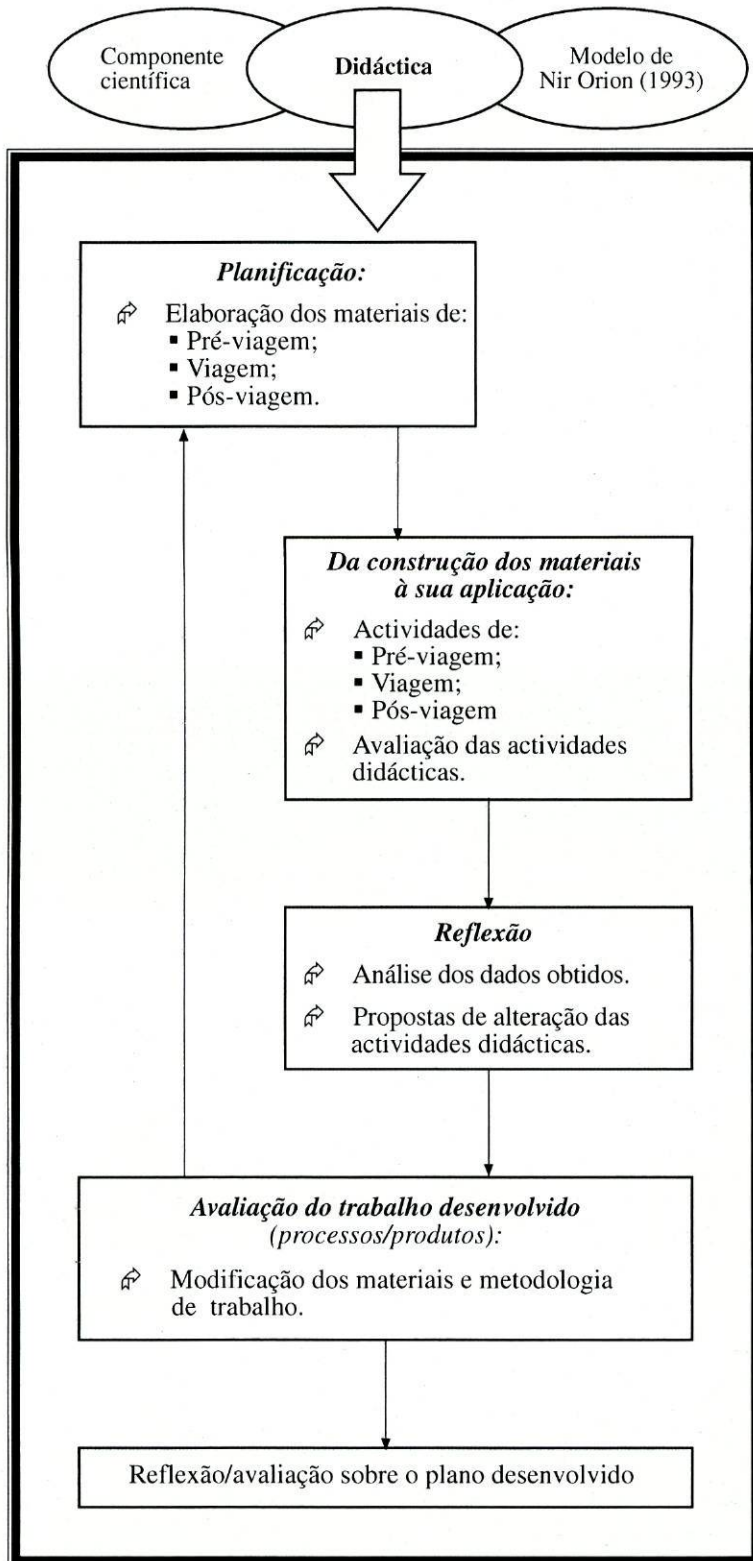 Componente
científica
Didáctica
Modelo de
Nir Orion (1993)
Planificação:
Elaboração dos materiais de:
▪ Pré-viagem;
▪ Viagem;
▪ Pós-viagem.
Da construção dos materiais
à sua aplicação:
Actividades de:
▪ Pré-viagem;
▪ Viagem;
▪ Pós-viagem
Avaliação das actividades
didácticas.
Reflexão
Análise dos dados obtidos.
Propostas de alteração das
actividades didácticas.
Avaliação do trabalho desenvolvido
(processos/produtos):
Modificação dos materiais e metodologia
de trabalho.
Reflexão/avaliação sobre o plano desenvolvido